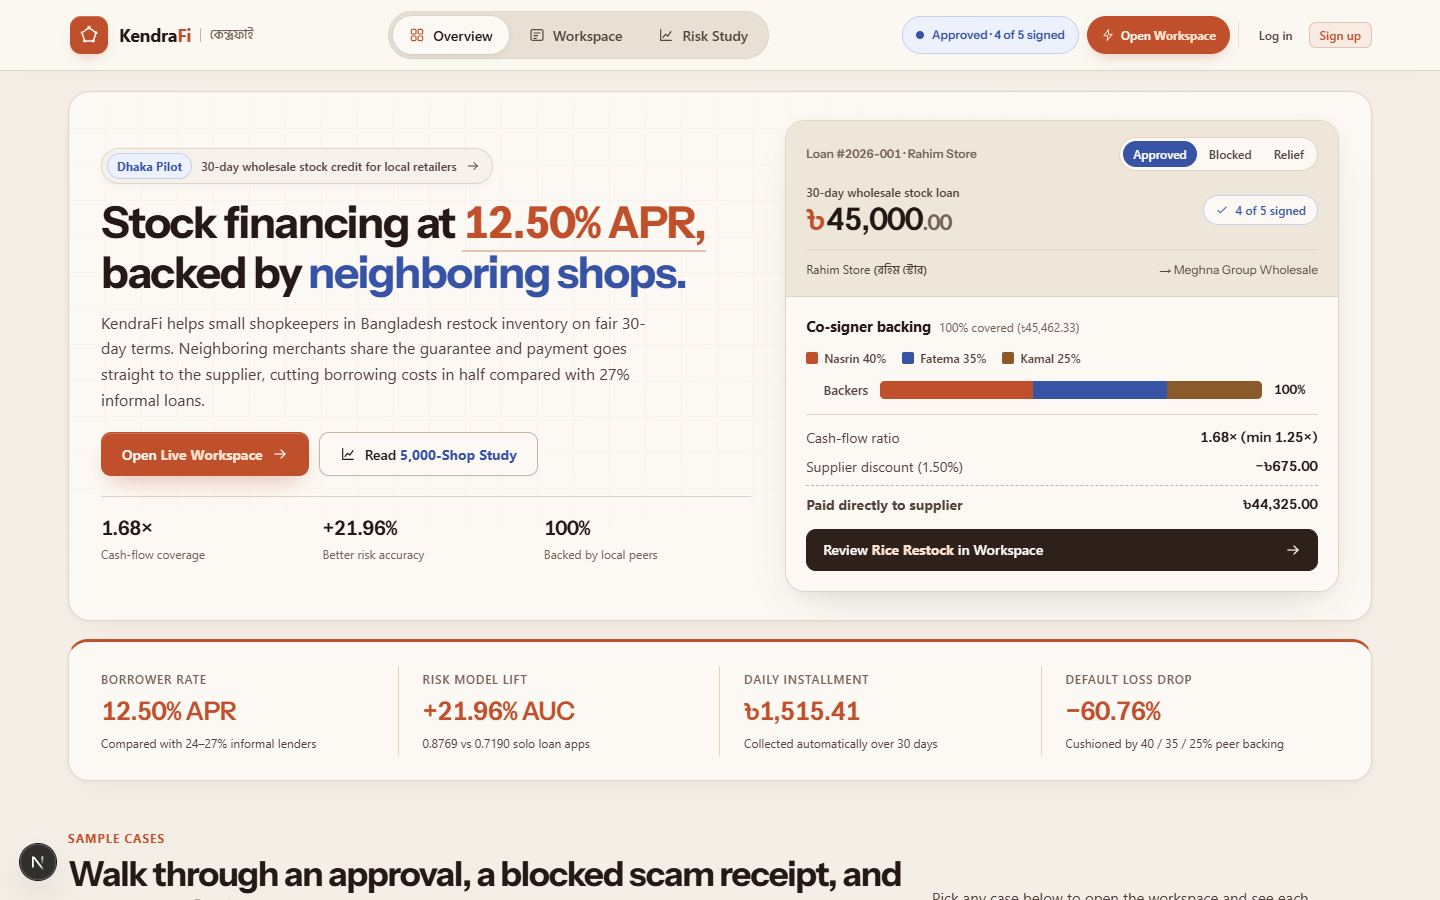 KendraFi | কেন্দ্রফাই
Overview
Workspace
Risk Study
Approved · 4 of 5 signed
Open Workspace
Log in
Sign up
Dhaka Pilot 30-day wholesale stock credit for local retailers →
Stock financing at 12.50% APR,
backed by neighboring shops.
KendraFi helps small shopkeepers in Bangladesh restock inventory on fair 30-
day terms. Neighboring merchants share the guarantee and payment goes
straight to the supplier, cutting borrowing costs in half compared with 27%
informal loans.
Open Live Workspace →
Read 5,000-Shop Study
1.68×
Cash-flow coverage
+21.96%
Better risk accuracy
100%
Backed by local peers
Loan #2026-001 · Rahim Store
Approved
Blocked
Relief
30-day wholesale stock loan
৳45,000.00
✓ 4 of 5 signed
Rahim Store (রহিম স্টোর)
→ Meghna Group Wholesale
Co-signer backing 100% covered (৳45,462.33)
Nasrin 40% Fatema 35% Kamal 25%
Backers 100%
Cash-flow ratio 1.68× (min 1.25×)
Supplier discount (1.50%) −৳675.00
Paid directly to supplier ৳44,325.00
Review Rice Restock in Workspace →
BORROWER RATE
12.50% APR
Compared with 24–27% informal lenders
RISK MODEL LIFT
+21.96% AUC
0.8769 vs 0.7190 solo loan apps
DAILY INSTALLMENT
৳1,515.41
Collected automatically over 30 days
DEFAULT LOSS DROP
−60.76%
Cushioned by 40 / 35 / 25% peer backing
SAMPLE CASES
Walk through an approval, a blocked scam receipt, and
Pick any case below to open the workspace and see each
N